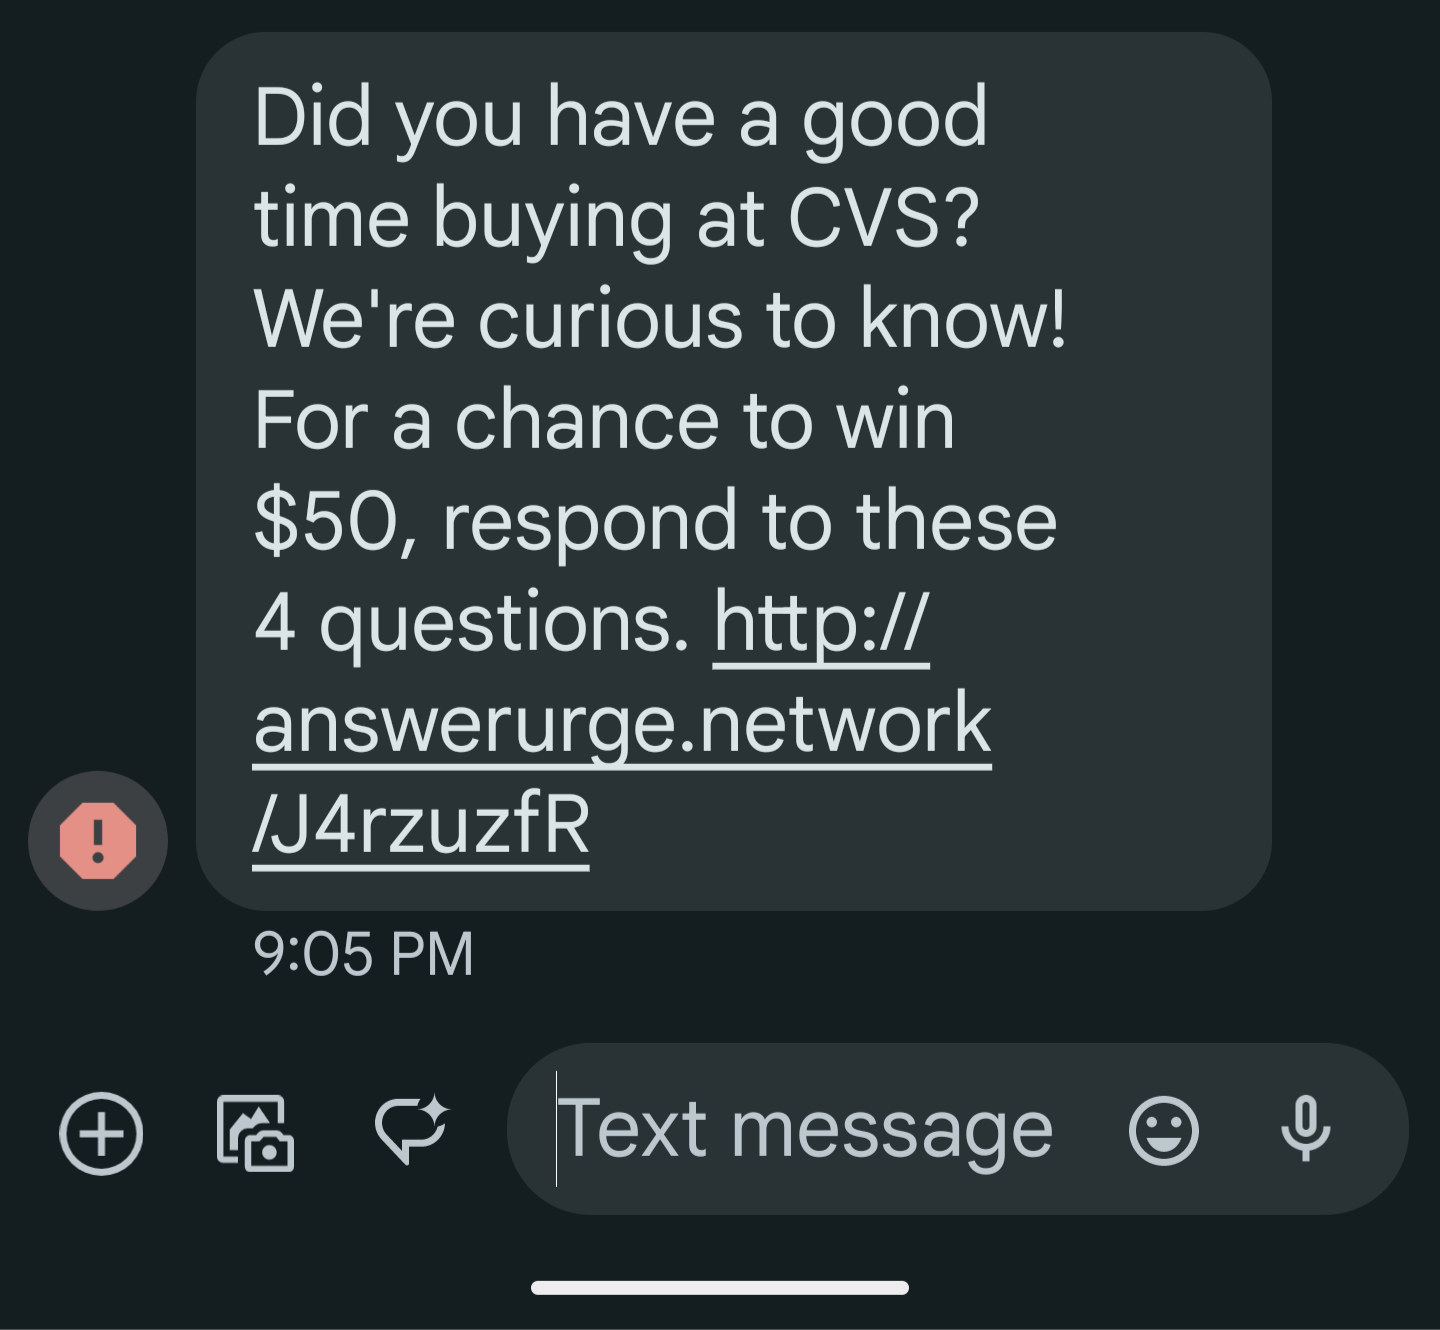 Did you have a good
time buying at CVS?
We're curious to know!
For a chance to win
$50, respond to these
4 questions. http://
answerurge.network
/J4rzuzfR
9:05 PM
Text message